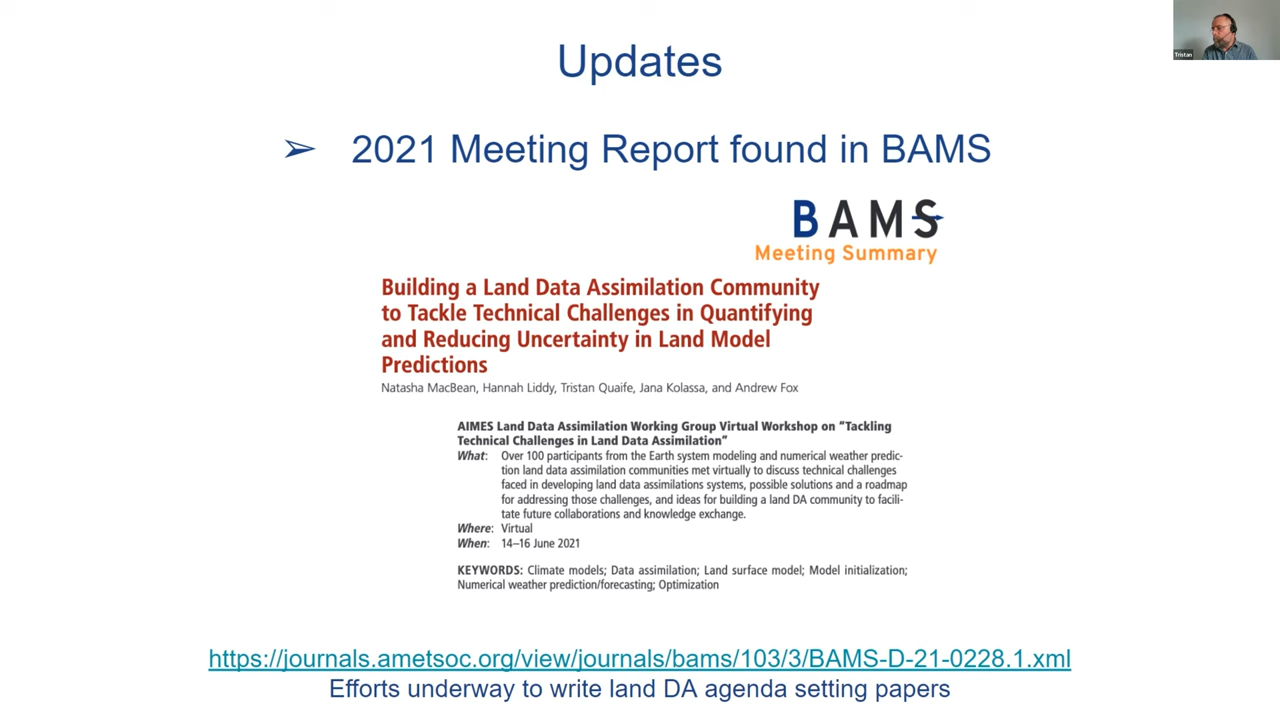 Updates
Tristan
➢ 2021 Meeting Report found in BAMS
BAMS
Meeting Summary
Building a Land Data Assimilation Community
to Tackle Technical Challenges in Quantifying
and Reducing Uncertainty in Land Model
Predictions
Natasha MacBean, Hannah Liddy, Tristan Quaife, Jana Kolassa, and Andrew Fox
AIMES Land Data Assimilation Working Group Virtual Workshop on “Tackling
Technical Challenges in Land Data Assimilation”
What: Over 100 participants from the Earth system modeling and numerical weather predic-
tion land data assimilation communities met virtually to discuss technical challenges
faced in developing land data assimilations systems, possible solutions and a roadmap
for addressing those challenges, and ideas for building a land DA community to facili-
tate future collaborations and knowledge exchange.
Where: Virtual
When: 14–16 June 2021
KEYWORDS: Climate models; Data assimilation; Land surface model; Model initialization;
Numerical weather prediction/forecasting; Optimization
https://journals.ametsoc.org/view/journals/bams/103/3/BAMS-D-21-0228.1.xml
Efforts underway to write land DA agenda setting papers